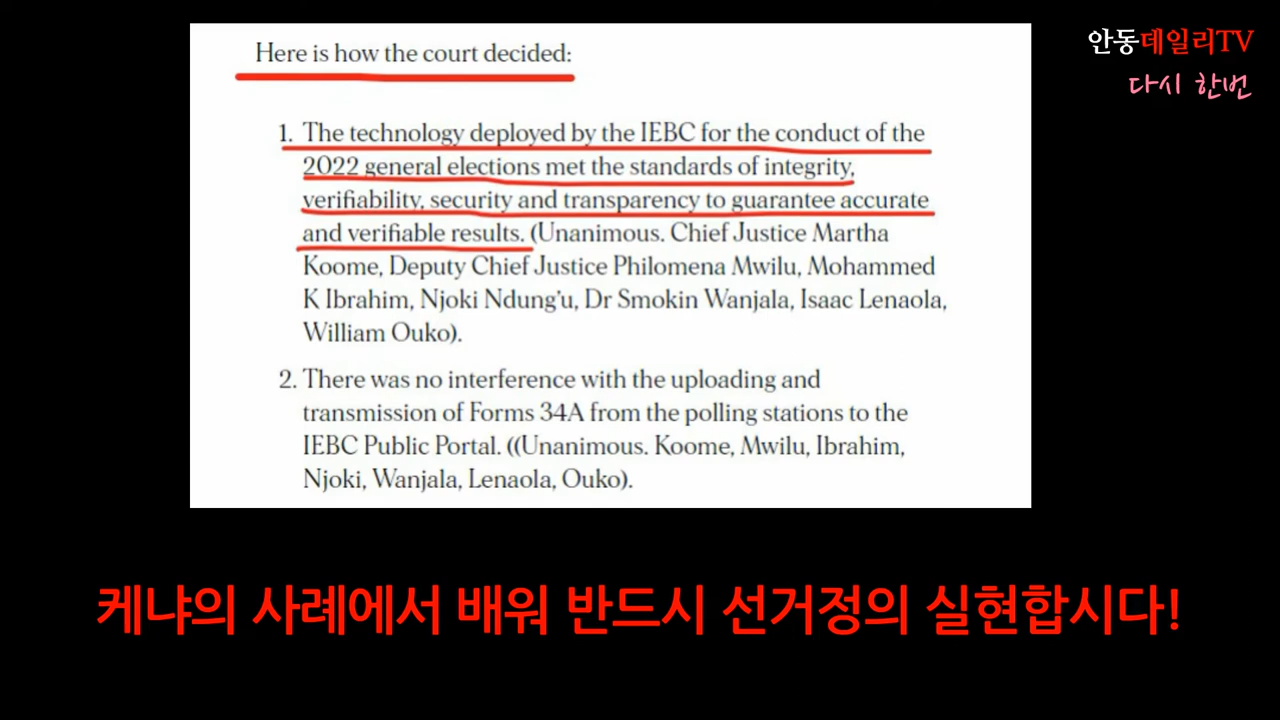 Here is how the court decided:
안동데일리TV
다시 한번
1. The technology deployed by the IEBC for the conduct of the
2022 general elections met the standards of integrity,
verifiability, security and transparency to guarantee accurate
and verifiable results. (Unanimous. Chief Justice Martha
Koome, Deputy Chief Justice Philomena Mwilu, Mohammed
K Ibrahim, Njoki Ndung'u, Dr Smokin Wanjala, Isaac Lenaola,
William Ouko).
2. There was no interference with the uploading and
transmission of Forms 34A from the polling stations to the
IEBC Public Portal. ((Unanimous. Koome, Mwilu, Ibrahim,
Njoki, Wanjala, Lenaola, Ouko).
케냐의 사례에서 배워 반드시 선거정의 실현합시다!